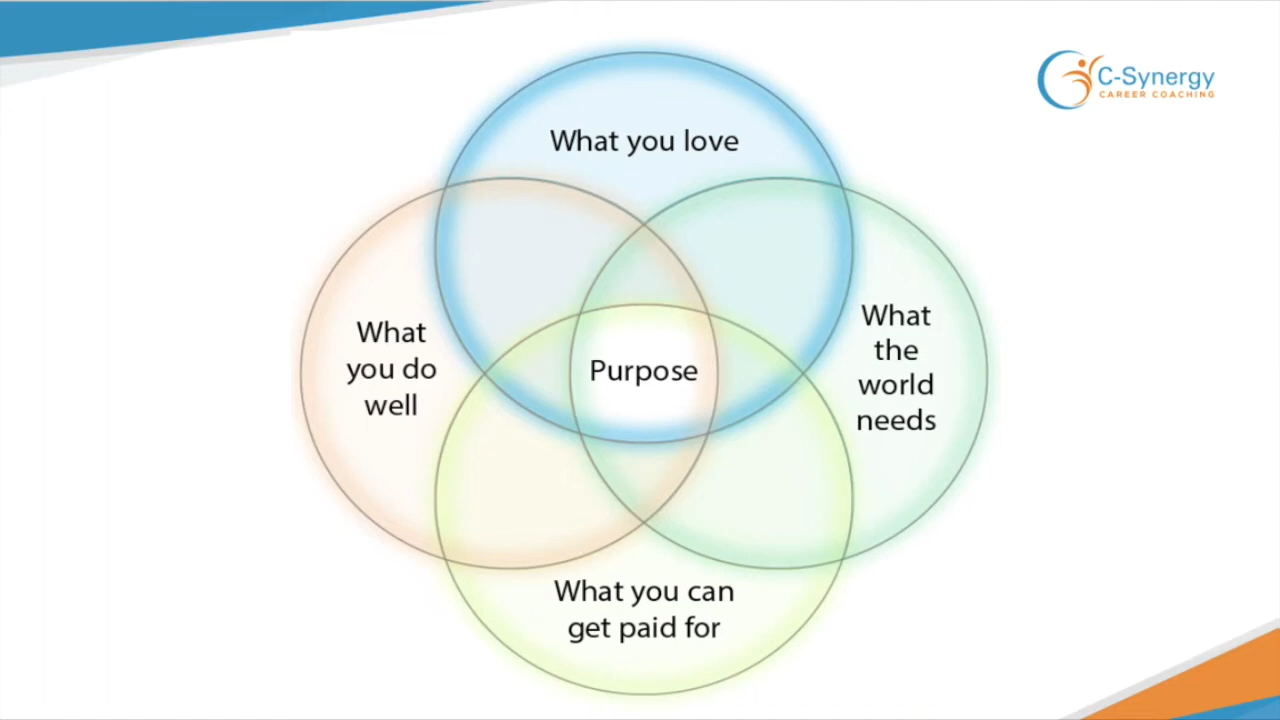 C-Synergy
CAREER COACHING
What you love
What
you do
well
Purpose
What
the
world
needs
What you can
get paid for